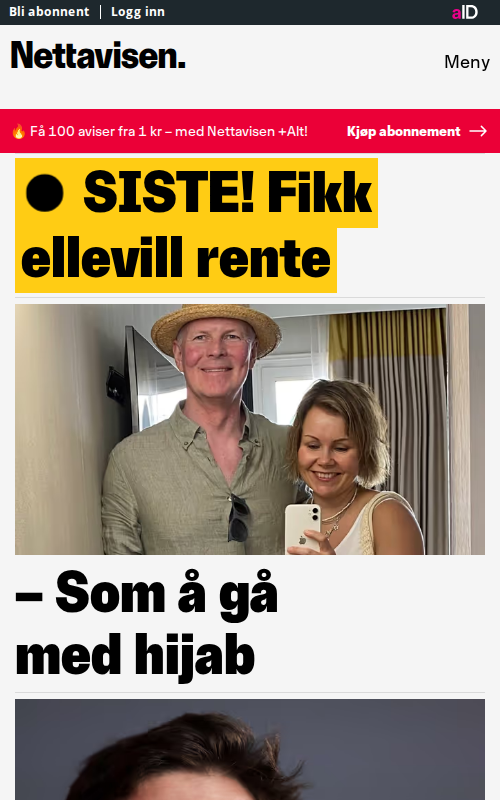 Bli abonnent | Logg inn
aID
Nettavisen.
Meny
🔥 Få 100 aviser fra 1 kr – med Nettavisen +Alt!
Kjøp abonnement →
● SISTE! Fikk
ellevill rente
– Som å gå
med hijab